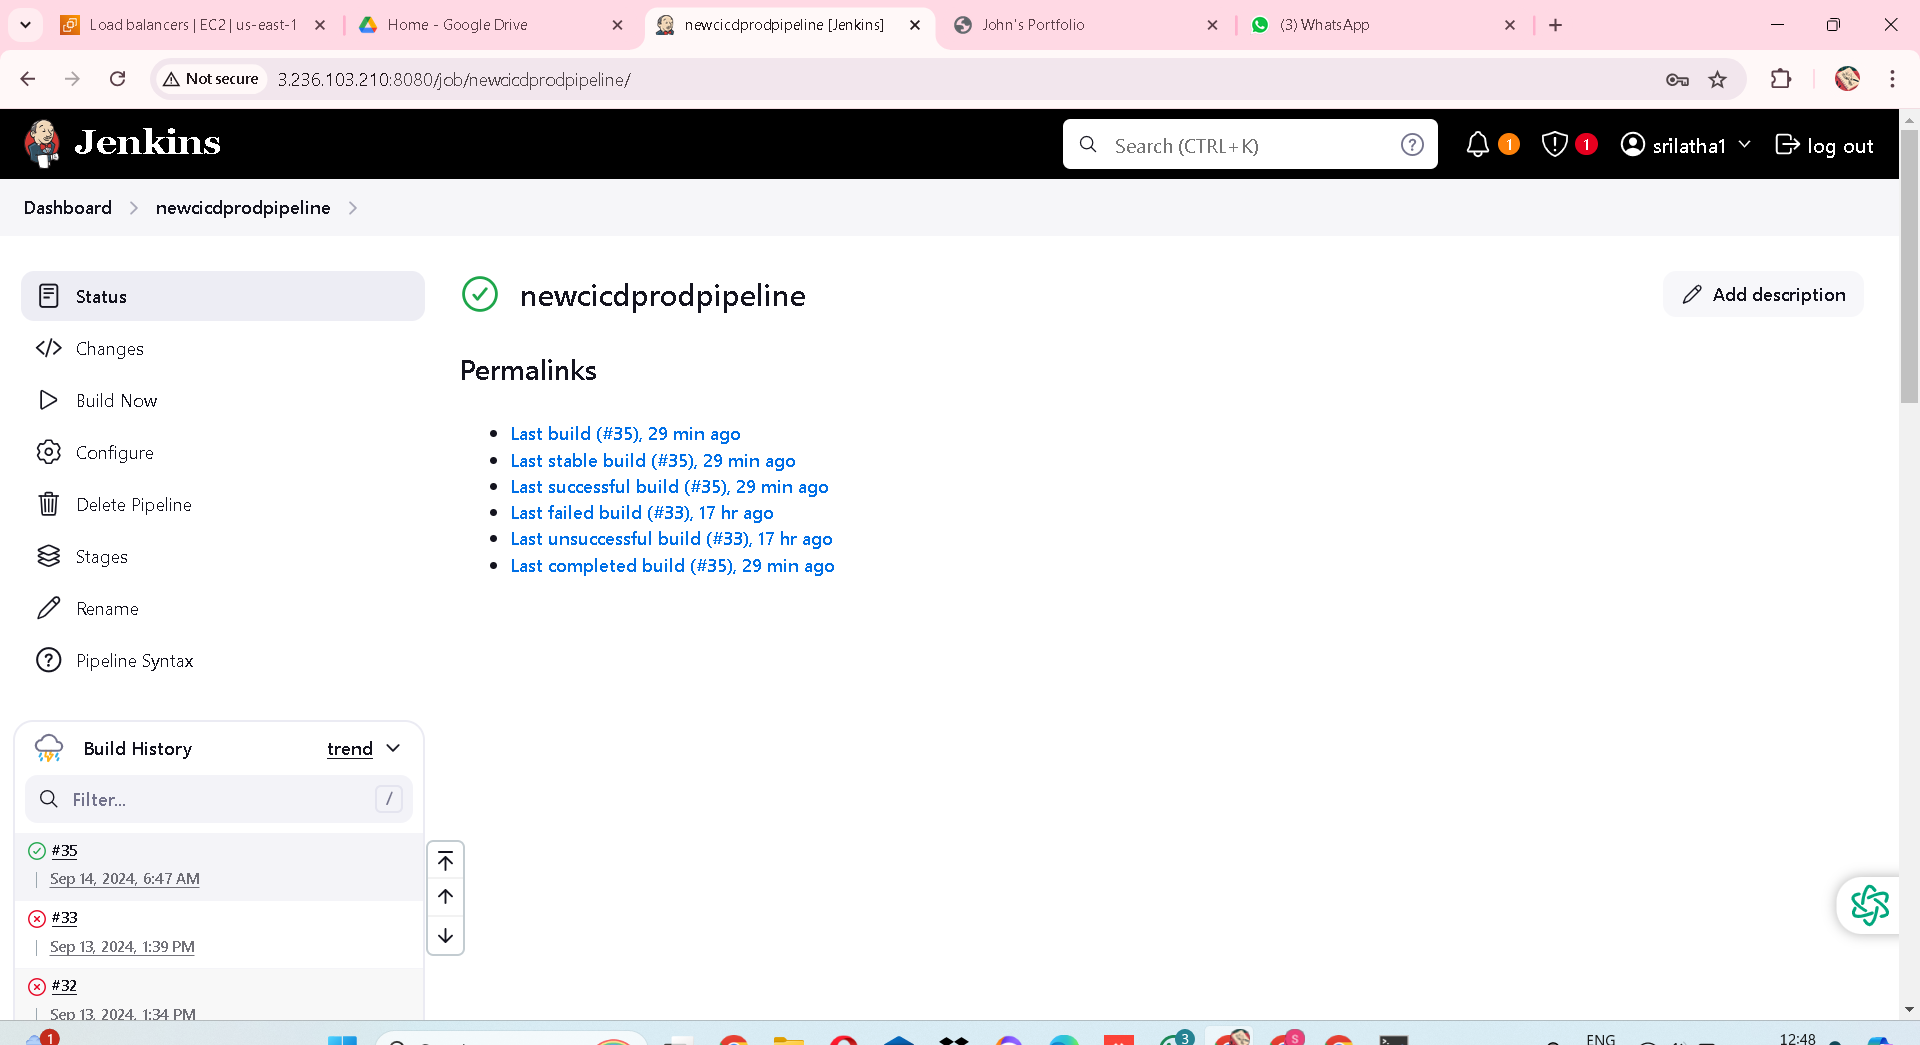 Load balancers | EC2 | us-east-1
Home - Google Drive
newcicdprodpipeline [Jenkins]
John's Portfolio
(3) WhatsApp
Not secure
3.236.103.210:8080/job/newcicdprodpipeline/
Jenkins
Search (CTRL+K)
?
1
1
srilatha1
log out
Dashboard
newcicdprodpipeline
Status
newcicdprodpipeline
Add description
Changes
Permalinks
Build Now
Last build (#35), 29 min ago
Configure
Last stable build (#35), 29 min ago
Last successful build (#35), 29 min ago
Delete Pipeline
Last failed build (#33), 17 hr ago
Last unsuccessful build (#33), 17 hr ago
Stages
Last completed build (#35), 29 min ago
Rename
Pipeline Syntax
Build History
trend
Filter...
/
#35
Sep 14, 2024, 6:47 AM
#33
Sep 13, 2024, 1:39 PM
#32
Sep 13, 2024, 1:34 PM
1
3
S
ENG
12:48